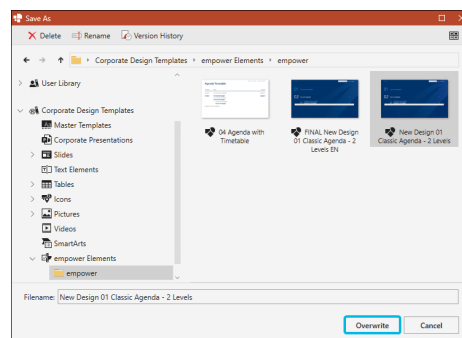 Save As
Delete
Rename
Version History
Corporate Design Templates
empower Elements
empower
User Library
Corporate Design Templates
Master Templates
Corporate Presentations
Slides
Text Elements
Tables
Icons
Pictures
Videos
SmartArts
empower Elements
empower
04 Agenda with
Timetable
FINAL New Design
01 Classic Agenda - 2
Levels EN
New Design 01
Classic Agenda - 2 Levels
Filename:
New Design 01 Classic Agenda - 2 Levels
Overwrite
Cancel